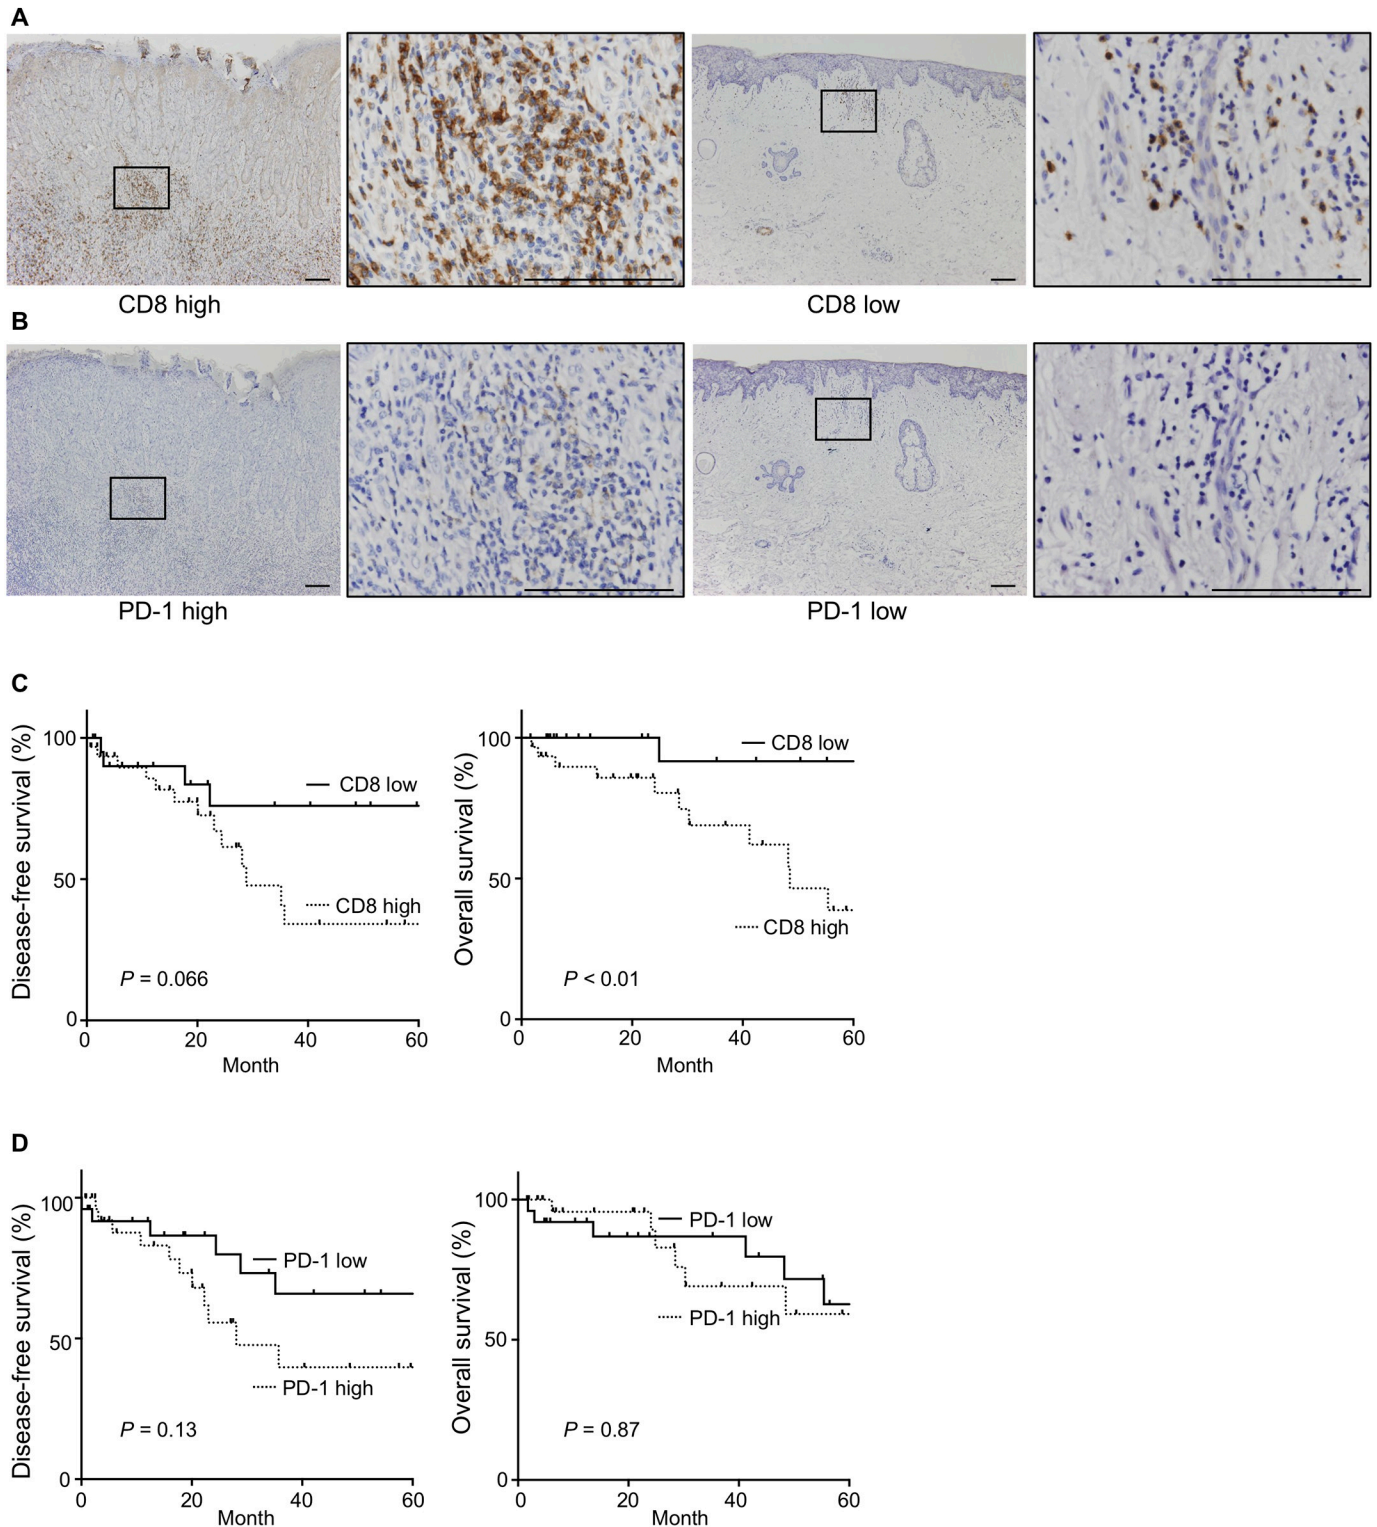 A
CD8 high
CD8 low
B
PD-1 high
PD-1 low
C
Disease-free survival (%)
100
50
0
CD8 low
CD8 high
P = 0.066
0 20 40 60
Month
Overall survival (%)
100
50
0
CD8 low
CD8 high
P < 0.01
0 20 40 60
Month
D
Disease-free survival (%)
100
50
0
PD-1 low
PD-1 high
P = 0.13
0 20 40 60
Month
Overall survival (%)
100
50
0
PD-1 low
PD-1 high
P = 0.87
0 20 40 60
Month